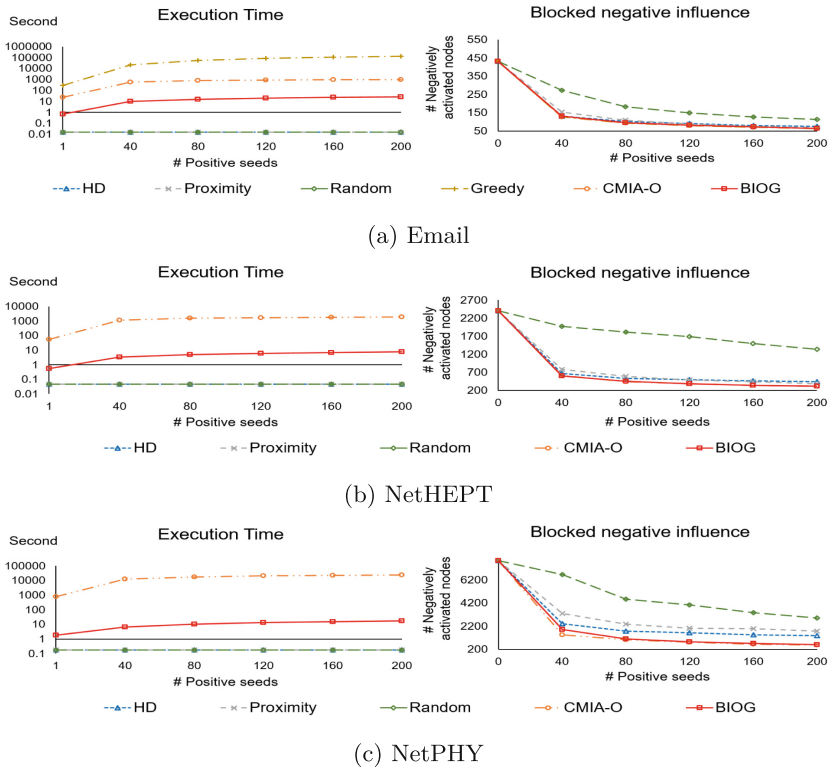 Execution Time
Second
1000000
100000
10000
1000
100
10
1
0.1
0.01
1 40 80 120 160 200
# Positive seeds
Blocked negative influence
# Negatively
activated nodes
550
450
350
250
150
50
0 40 80 120 160 200
# Positive seeds
HD Proximity Random Greedy CMIA-O BIOG
(a) Email
Execution Time
Second
10000
1000
100
10
1
0.1
0.01
1 40 80 120 160 200
# Positive seeds
Blocked negative influence
# Negatively
activated nodes
2700
2200
1700
1200
700
200
0 40 80 120 160 200
# Positive seeds
HD Proximity Random CMIA-O BIOG
(b) NetHEPT
Execution Time
Second
100000
10000
1000
100
10
1
0.1
1 40 80 120 160 200
# Positive seeds
Blocked negative influence
# Negatively
activated nodes
6200
4200
2200
200
0 40 80 120 160 200
# Positive seeds
HD Proximity Random CMIA-O BIOG
(c) NetPHY